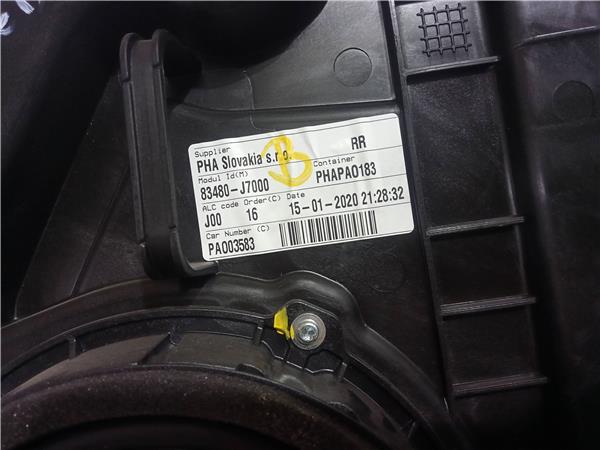 Supplier RR
PHA Slovakia s.r.o.
Modul Id(M) Container
83480-J7000 PHAPA0183
ALC code Order(C) Date
J00 16 15-01-2020 21:28:32
Car Number (C)
PA003583
B